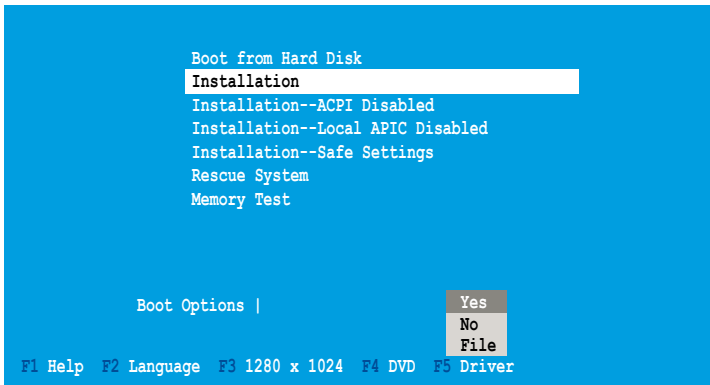 Boot from Hard Disk
Installation
Installation--ACPI Disabled
Installation--Local APIC Disabled
Installation--Safe Settings
Rescue System
Memory Test
Boot Options |
Yes
No
File
F1 Help F2 Language F3 1280 x 1024 F4 DVD F5 Driver